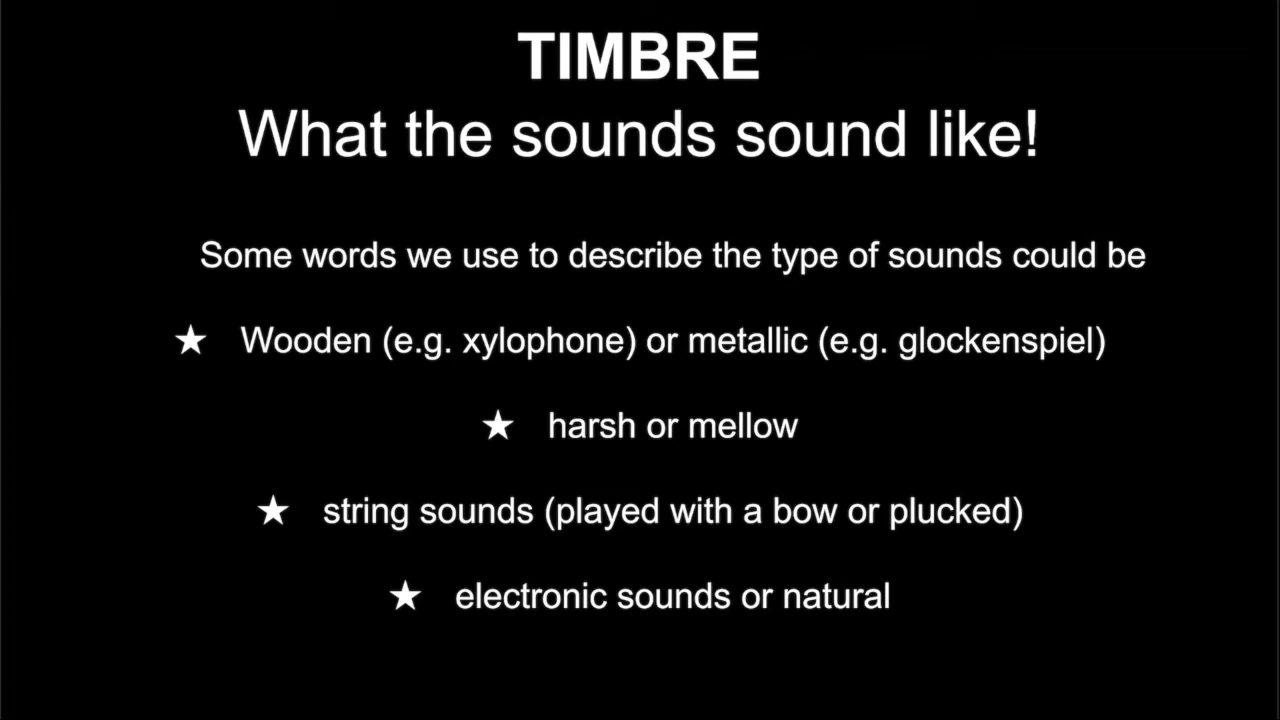 TIMBRE
What the sounds sound like!
Some words we use to describe the type of sounds could be
★ Wooden (e.g. xylophone) or metallic (e.g. glockenspiel)
★ harsh or mellow
★ string sounds (played with a bow or plucked)
★ electronic sounds or natural